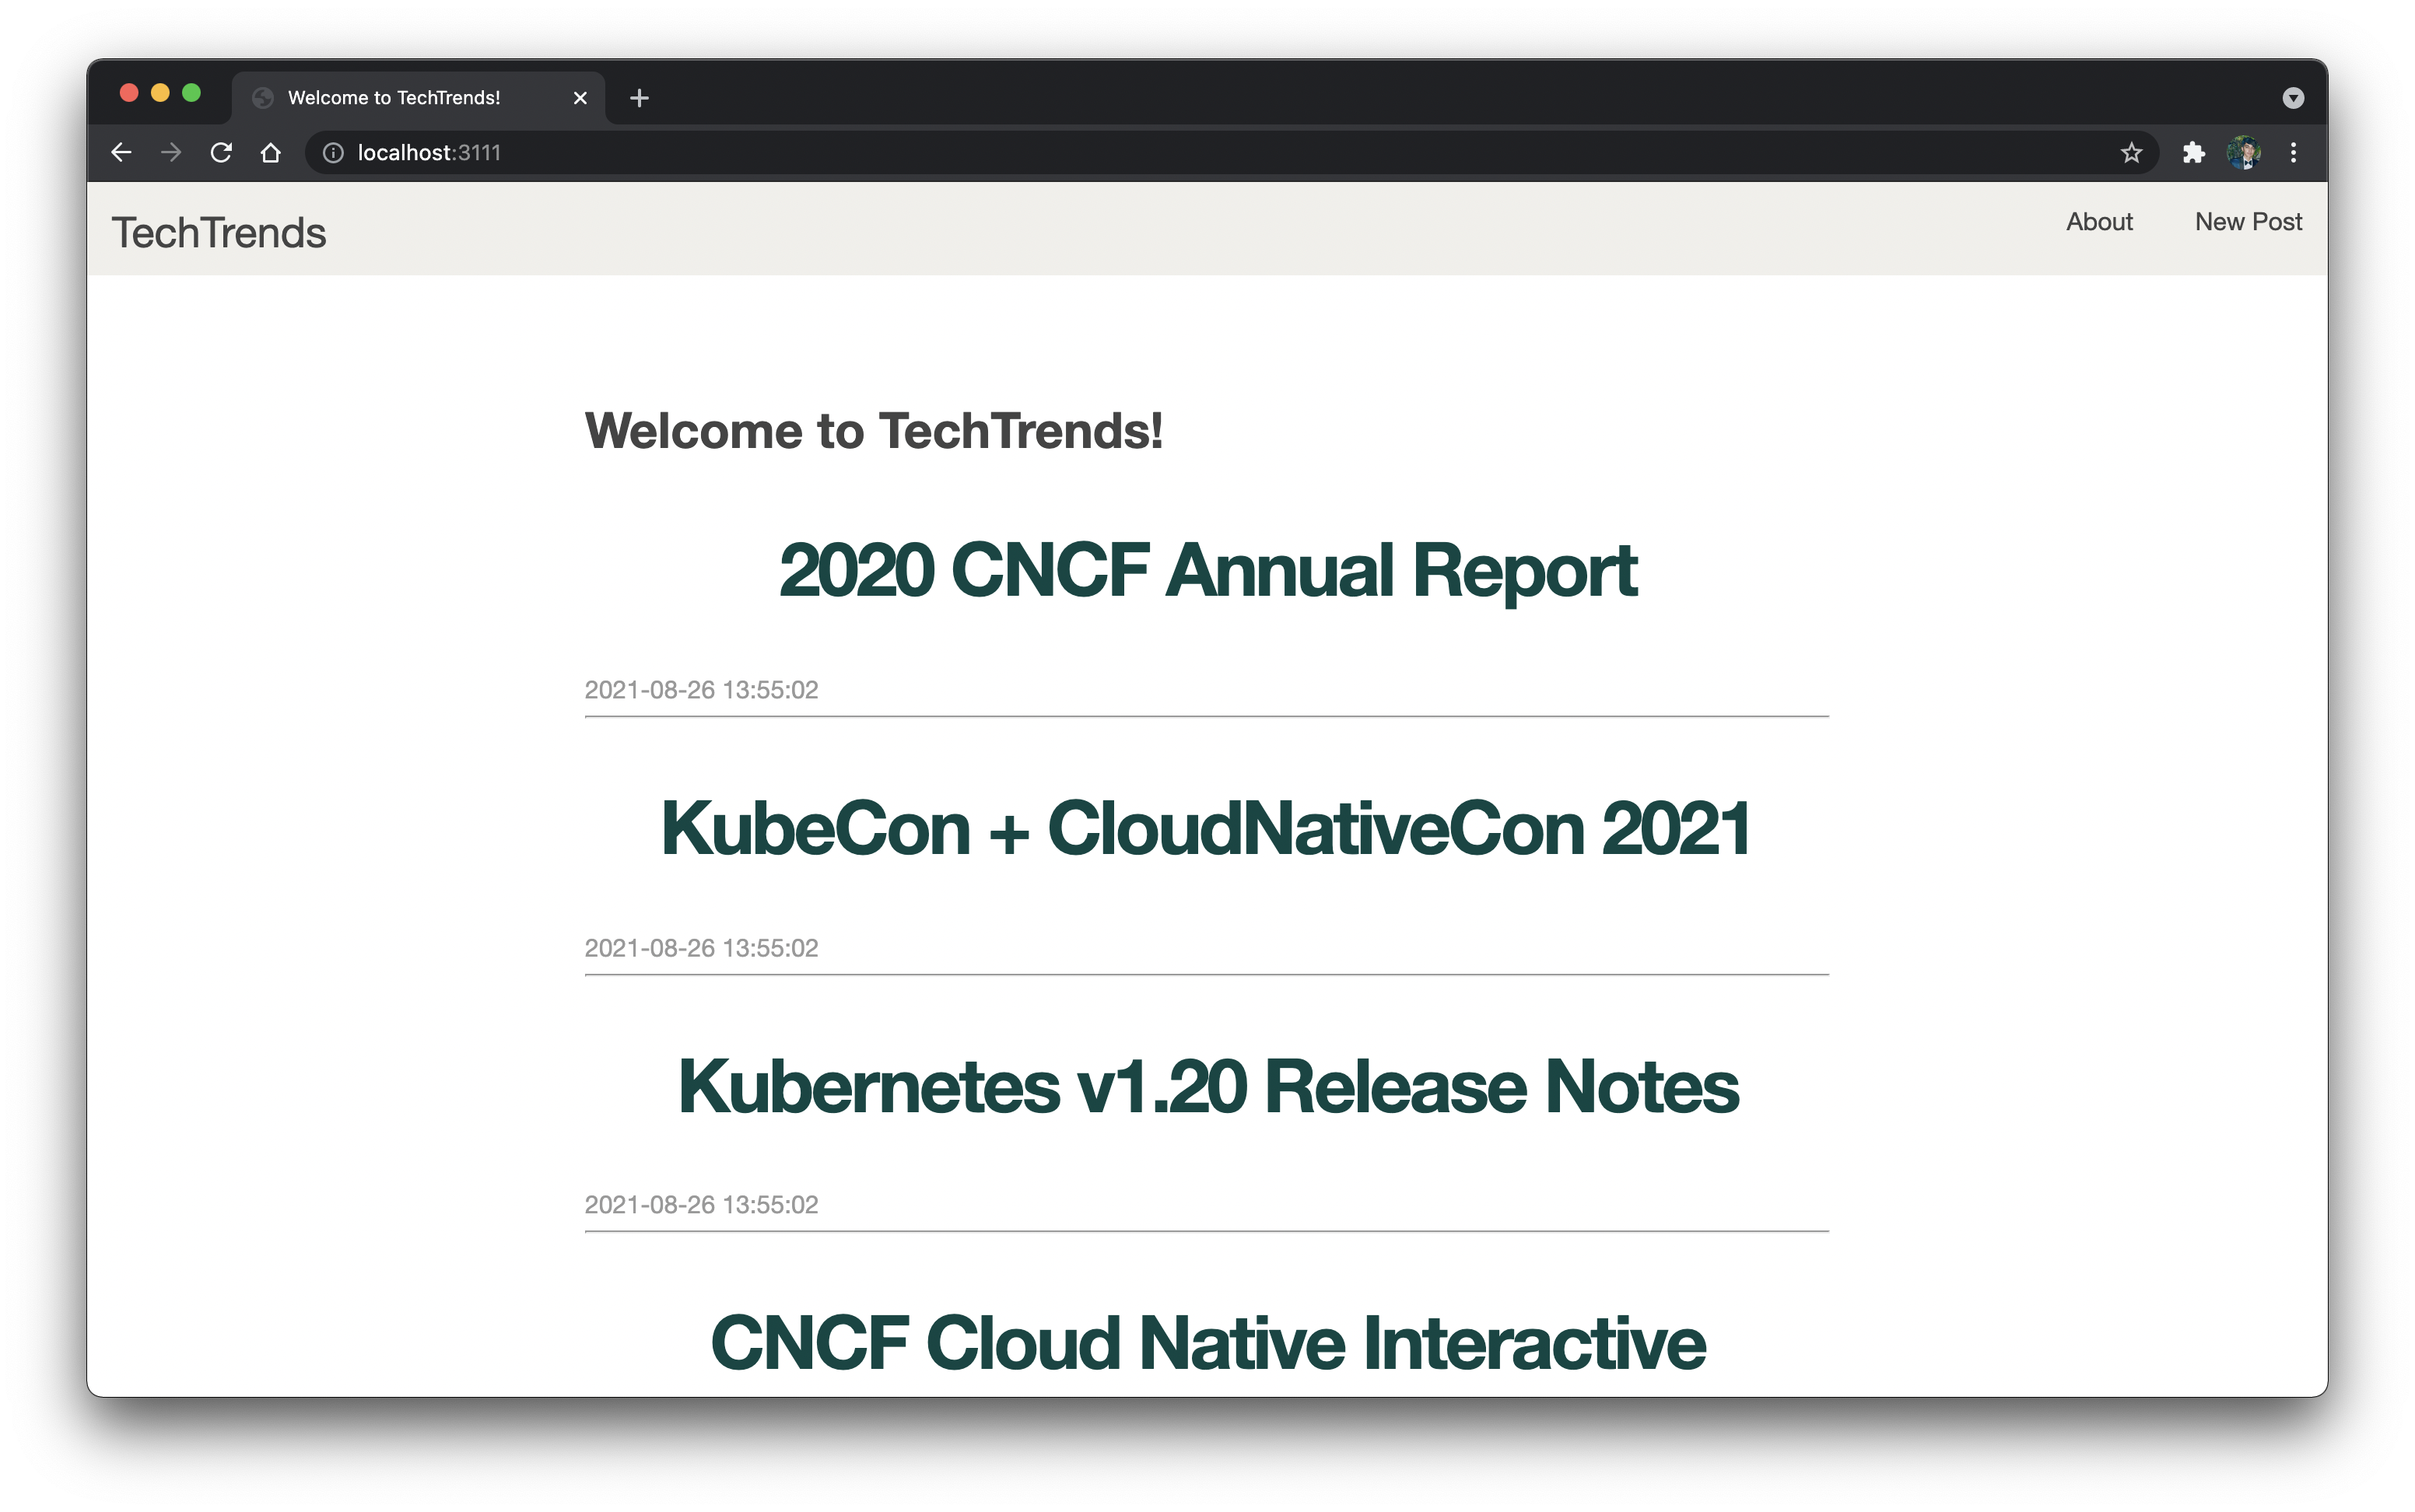 Welcome to TechTrends!
localhost:3111
TechTrends
About
New Post
Welcome to TechTrends!
2020 CNCF Annual Report
2021-08-26 13:55:02
KubeCon + CloudNativeCon 2021
2021-08-26 13:55:02
Kubernetes v1.20 Release Notes
2021-08-26 13:55:02
CNCF Cloud Native Interactive